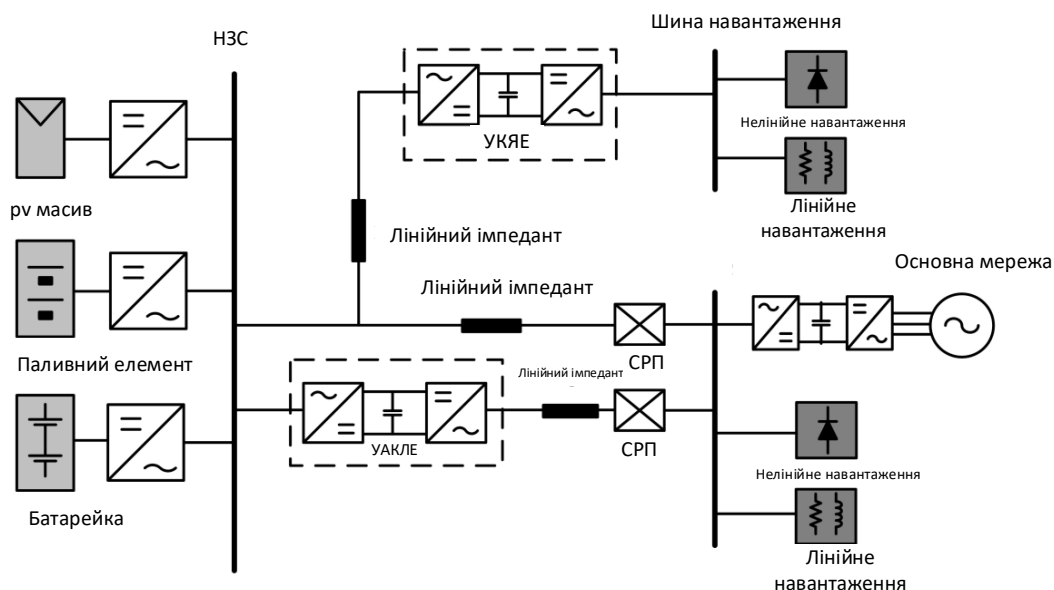 Шина навантаження
НЗС
Нелінійне навантаження
УКЯЕ
рv масив
Лінійне
навантаження
Лінійний імпедант
Основна мережа
Лінійний імпедант
Паливний елемент
СРП
Лінійний імпедант
УАКЛЕ
СРП
Нелінійне навантаження
Батарейка
Лінійне
навантаження